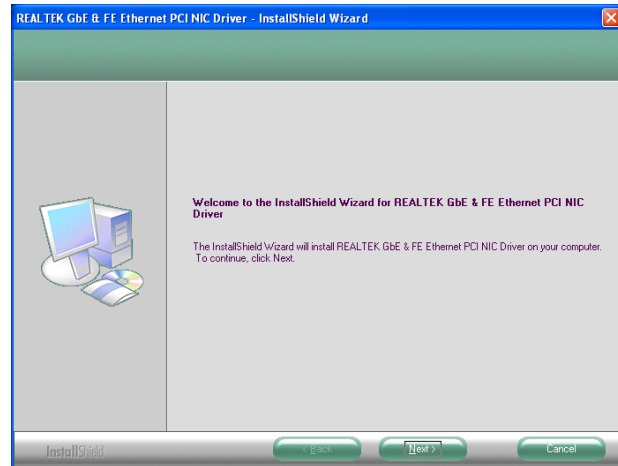 REALTEK GbE & FE Ethernet PCI NIC Driver - InstallShield Wizard
Welcome to the InstallShield Wizard for REALTEK GbE & FE Ethernet PCI NIC
Driver
The InstallShield Wizard will install REALTEK GbE & FE Ethernet PCI NIC Driver on your computer.
To continue, click Next.
InstallShield
< Back
Next >
Cancel